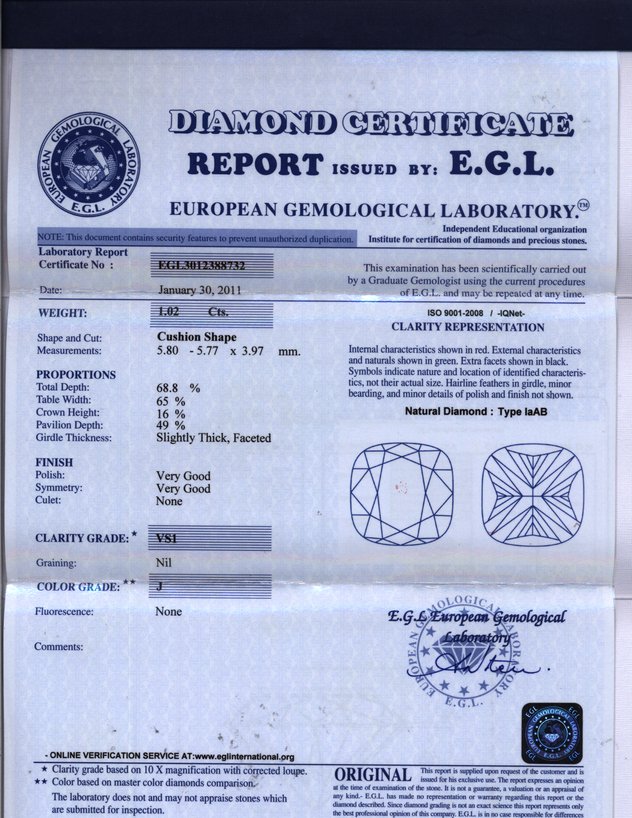 DIAMOND CERTIFICATE
REPORT ISSUED BY: E.G.L.
EUROPEAN GEMOLOGICAL LABORATORY.™
EUROPEAN GEMOLOGICAL LABORATORY
E.G.L.
Independent Educational organization
Institute for certification of diamonds and precious stones.
NOTE: This document contains security features to prevent unauthorized duplication.
Laboratory Report
Certificate No : EGL3012388732
Date: January 30, 2011
WEIGHT: 1.02 Cts.
Shape and Cut: Cushion Shape
Measurements: 5.80 - 5.77 x 3.97 mm.
PROPORTIONS
Total Depth: 68.8 %
Table Width: 65 %
Crown Height: 16 %
Pavilion Depth: 49 %
Girdle Thickness: Slightly Thick, Faceted
FINISH
Polish: Very Good
Symmetry: Very Good
Culet: None
CLARITY GRADE:★ VS1
Graining: Nil
COLOR GRADE:★★ J
Fluorescence: None
Comments:
This examination has been scientifically carried out
by a Graduate Gemologist using the current procedures
of E.G.L. and may be repeated at any time.
ISO 9001-2008 / -IQNet-
CLARITY REPRESENTATION
Internal characteristics shown in red. External characteristics
and naturals shown in green. Extra facets shown in black.
Symbols indicate nature and location of identified characteris-
tics, not their actual size. Hairline feathers in girdle, minor
bearding, and minor details of polish and finish not shown.
Natural Diamond : Type IaAB
E.G.L European Gemological
Laboratory
EUROPEAN GEMOLOGICAL LABORATORY
E.G.L.
EGL EGL
EGL EGL
- ONLINE VERIFICATION SERVICE AT:www.eglinternational.org
★ Clarity grade based on 10 X magnification with corrected loupe.
★★ Color based on master color diamonds comparison.
The laboratory does not and may not appraise stones which
are submitted for inspection.
ORIGINAL This report is supplied upon request of the customer and is
issued for his exclusive use. The report expresses an opinion
at the time of examination of the stone. It is not a guarantee, a valuation or an appraisal of
any kind.- E.G.L. has made no representation or warranty regarding this report or the
diamond described. Since diamond grading is not an exact science this report represents only
the best professional opinion of this company. E.G.L. is in no case responsible for differences